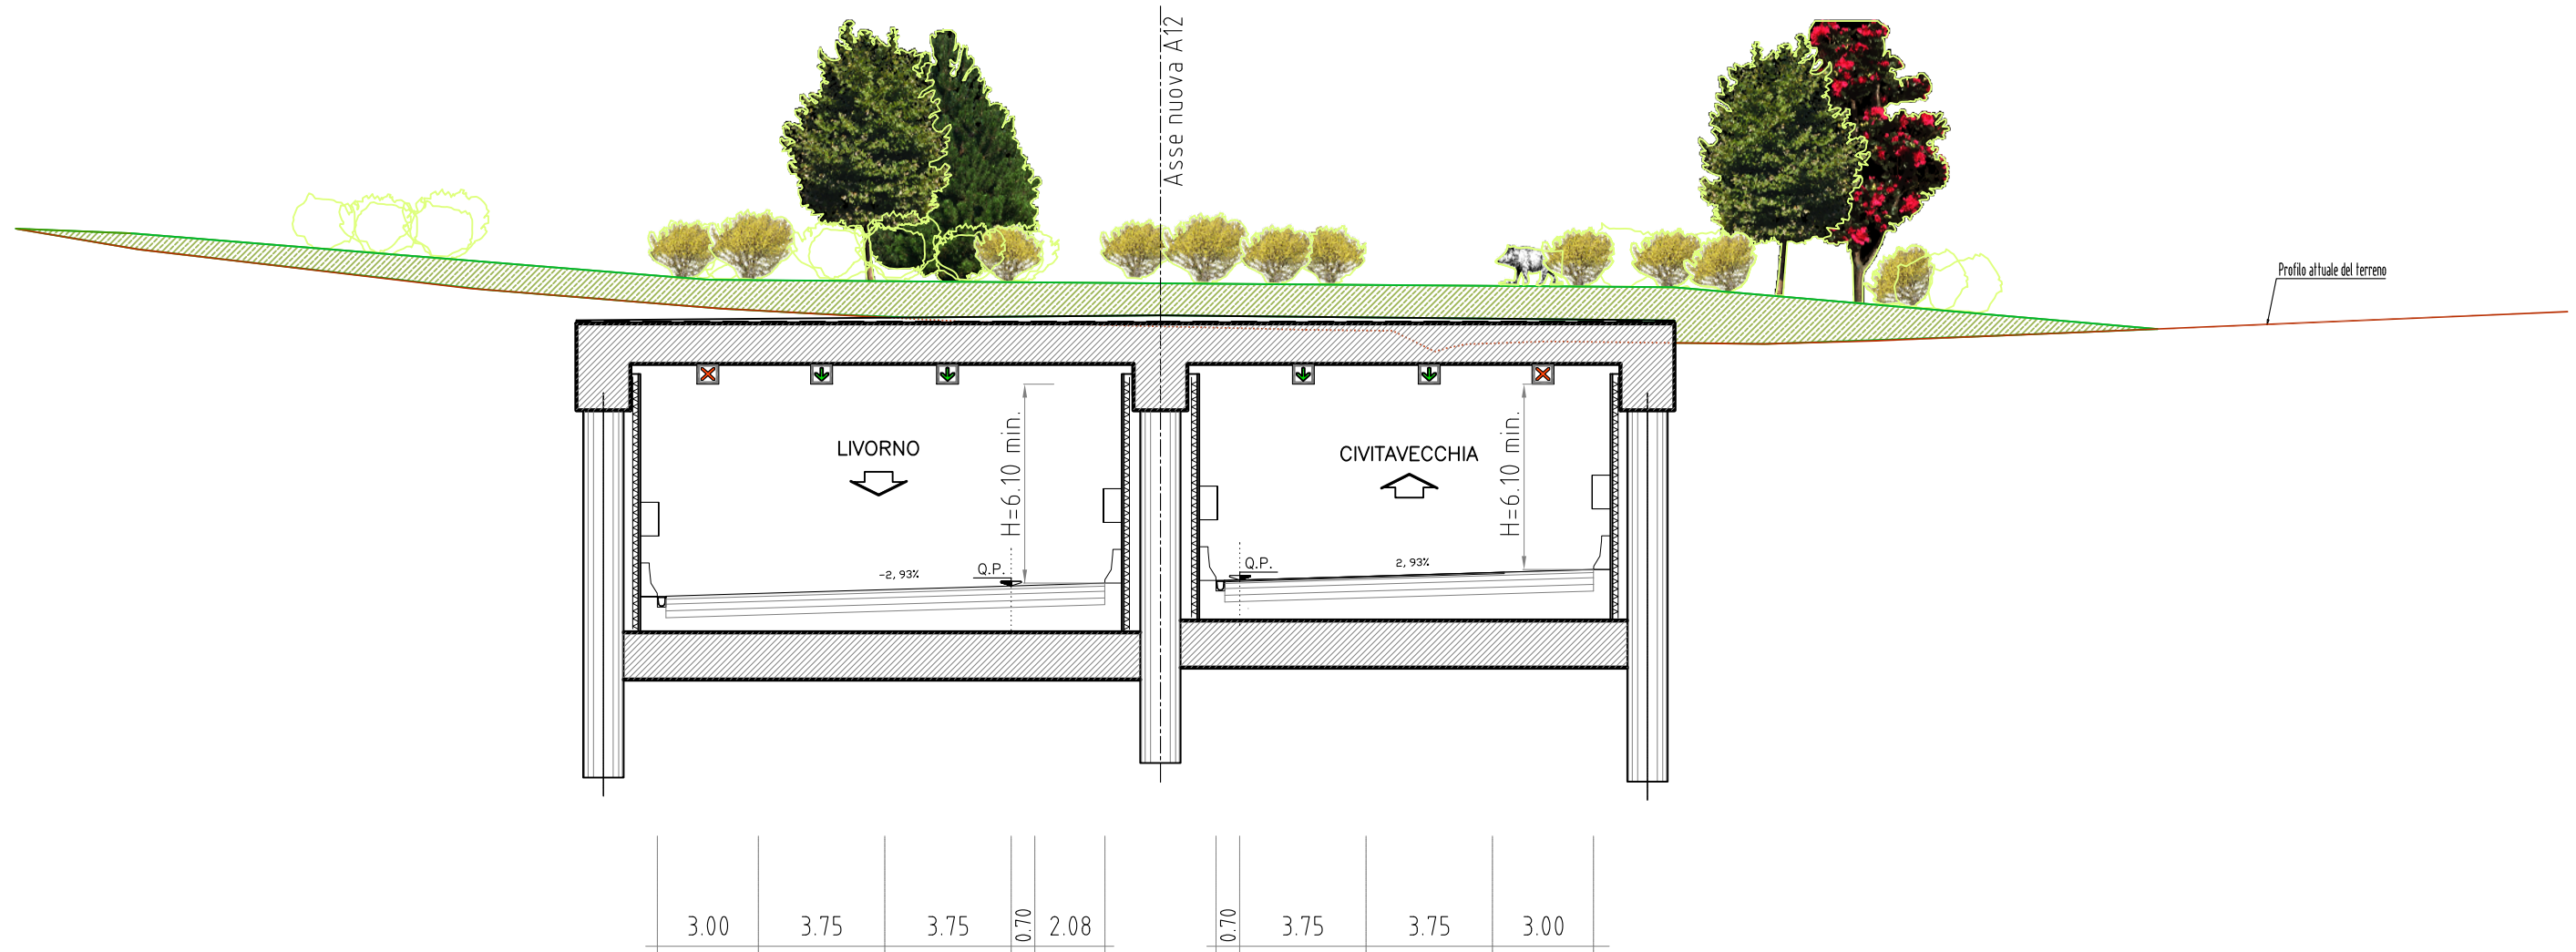 Asse nuova A12
Profilo attuale del terreno
LIVORNO
H=6.10 min.
CIVITAVECCHIA
H=6.10 min.
-2,93%
Q.P.
Q.P.
2,93%
3.00
3.75
3.75
0.70
2.08
0.70
3.75
3.75
3.00